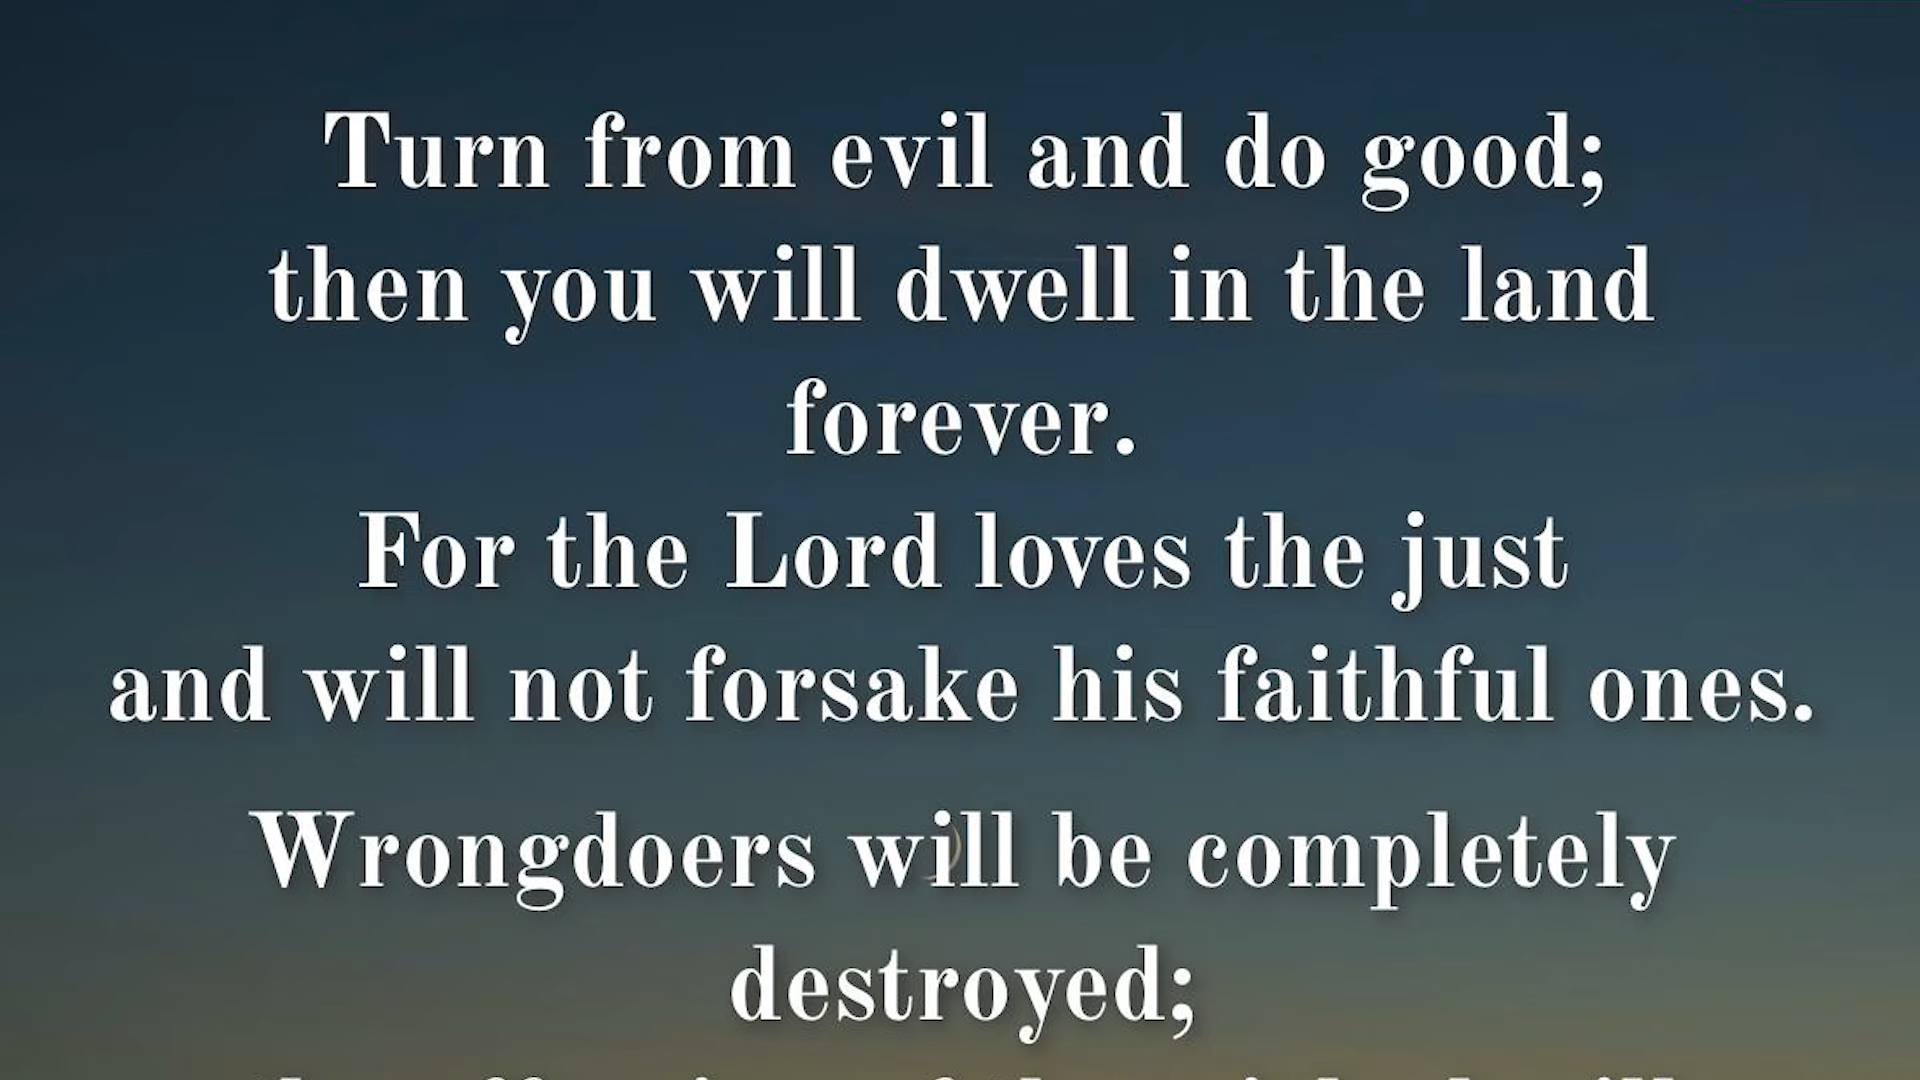 Turn from evil and do good;
then you will dwell in the land
forever.
For the Lord loves the just
and will not forsake his faithful ones.
Wrongdoers will be completely
destroyed;